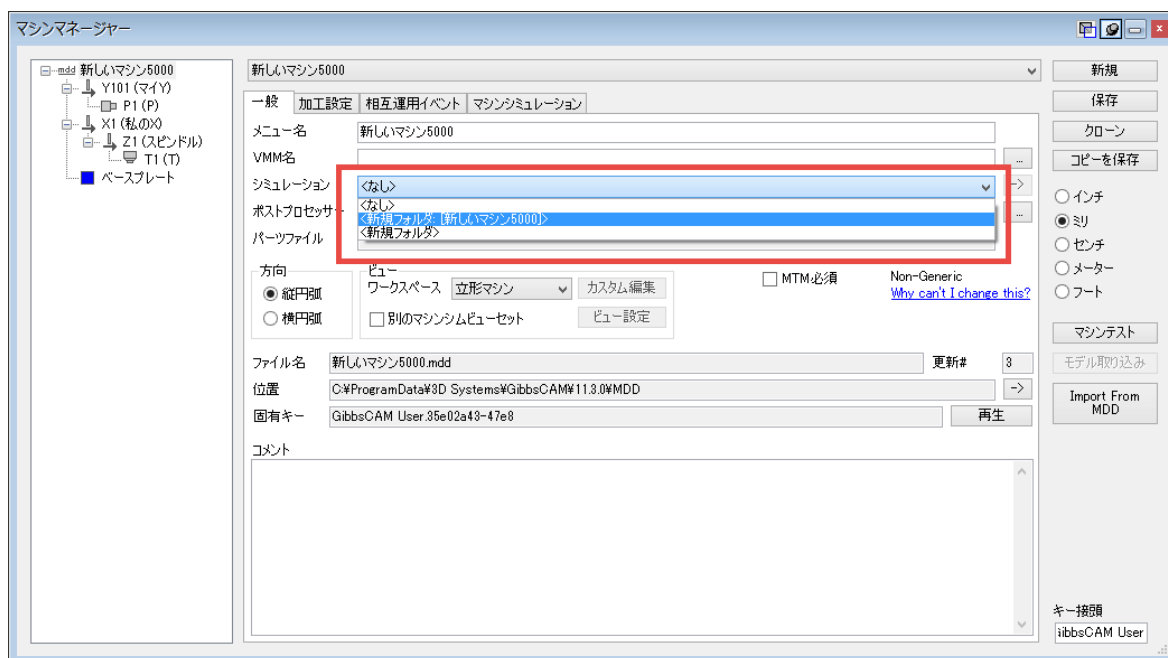 マシンマネージャー
mdd 新しいマシン5000
Y101 (マイY)
P1 (P)
X1 (私のX)
Z1 (スピンドル)
T1 (T)
ベースプレート
新しいマシン5000
一般 加工設定 相互運用イベント マシンシミュレーション
メニュー名 新しいマシン5000
VMM名 ...
シミュレーション <なし> ->
<なし>
<新規フォルダ: [新しいマシン5000]>
<新規フォルダ>
ポストプロセッサー ...
パーツファイル
方向
縦円弧
横円弧
ビュー
ワークスペース 立形マシン カスタム編集
別のマシンシムビューセット ビュー設定
MTM必須
Non-Generic
Why can't I change this?
ファイル名 新しいマシン5000.mdd 更新# 3
位置 C:¥ProgramData¥3D Systems¥GibbsCAM¥11.3.0¥MDD ->
固有キー GibbsCAM User.35e02a43-47e8 再生
コメント
新規
保存
クローン
コピーを保存
インチ
ミリ
センチ
メーター
フート
マシンテスト
モデル取り込み
Import From
MDD
キー接頭
ibbsCAM User